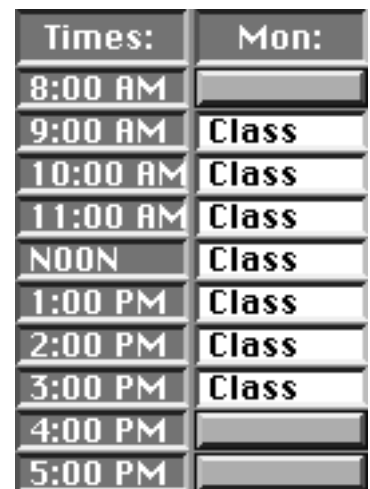 Times: Mon:
8:00 AM
9:00 AM Class
10:00 AM Class
11:00 AM Class
NOON Class
1:00 PM Class
2:00 PM Class
3:00 PM Class
4:00 PM
5:00 PM